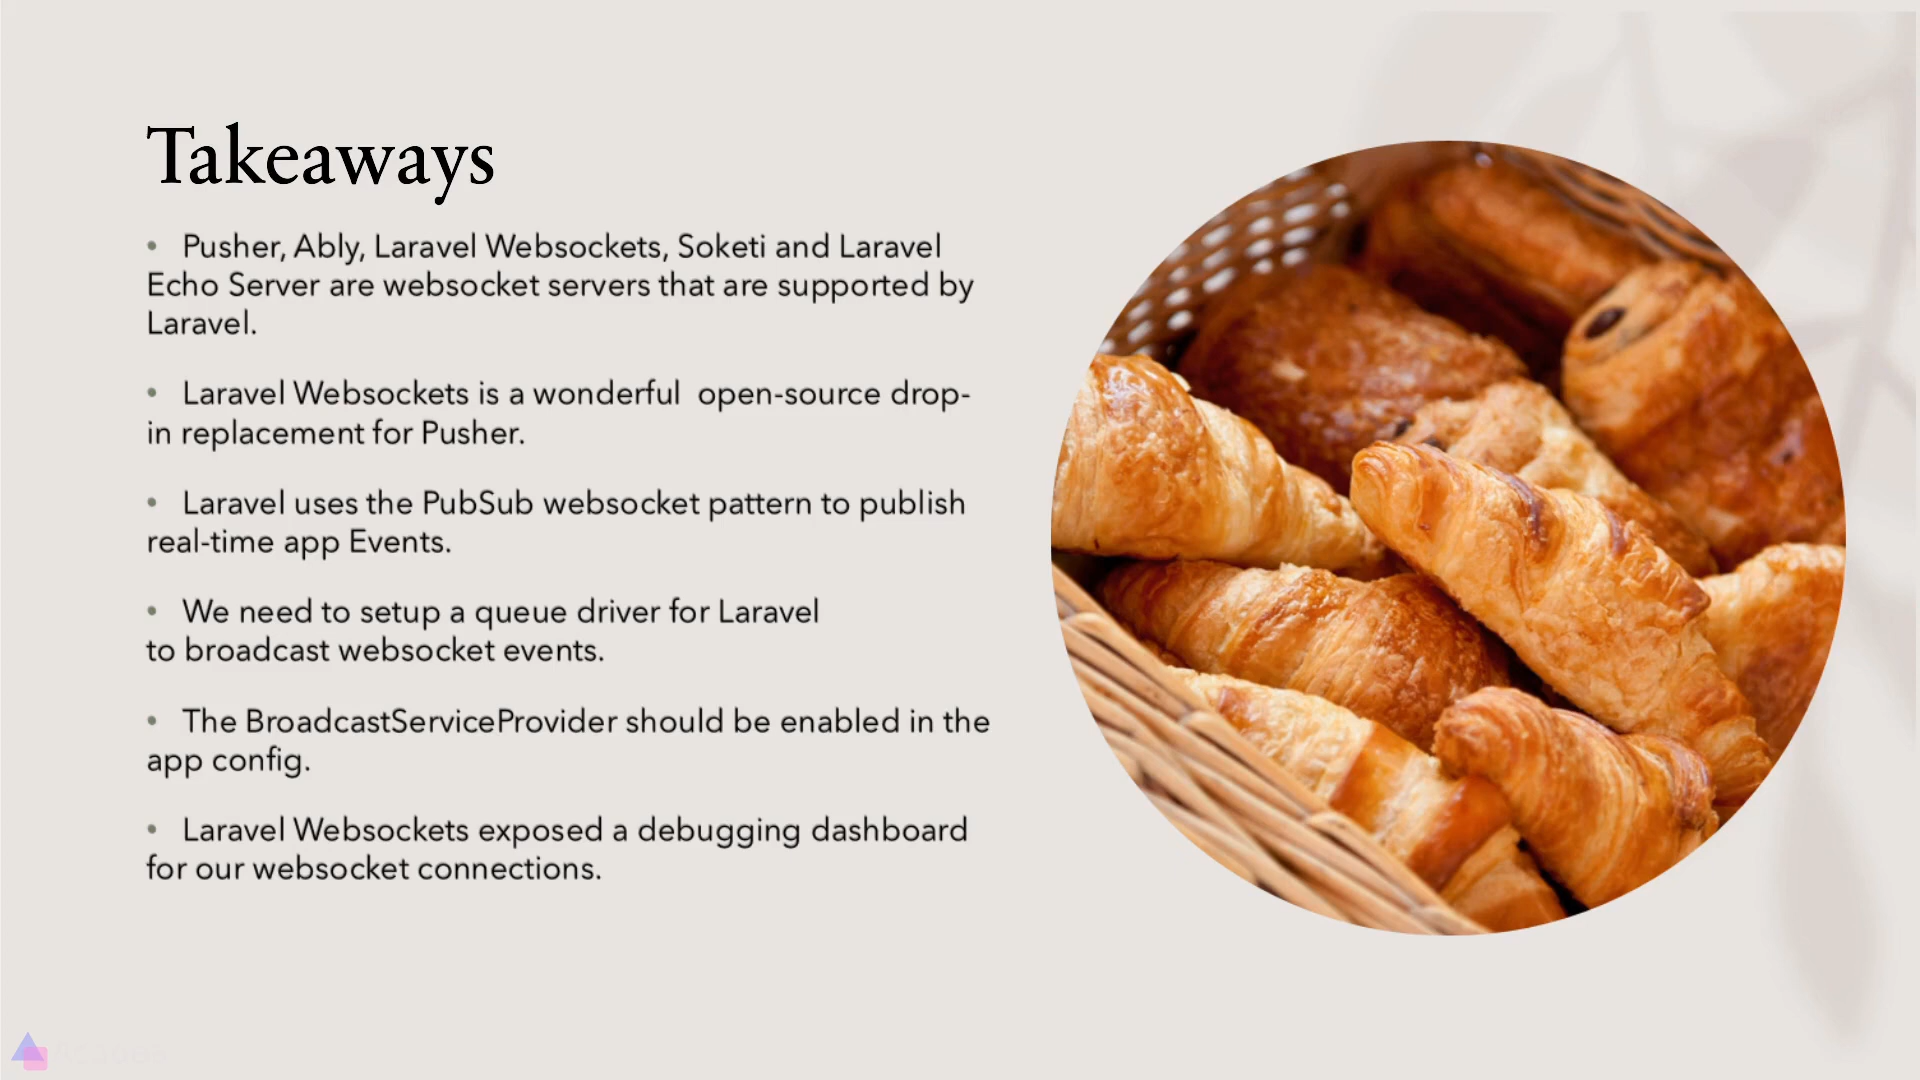 Takeaways
• Pusher, Ably, Laravel Websockets, Soketi and Laravel
Echo Server are websocket servers that are supported by
Laravel.
• Laravel Websockets is a wonderful  open-source drop-
in replacement for Pusher.
• Laravel uses the PubSub websocket pattern to publish
real-time app Events.
• We need to setup a queue driver for Laravel
to broadcast websocket events.
• The BroadcastServiceProvider should be enabled in the
app config.
• Laravel Websockets exposed a debugging dashboard
for our websocket connections.